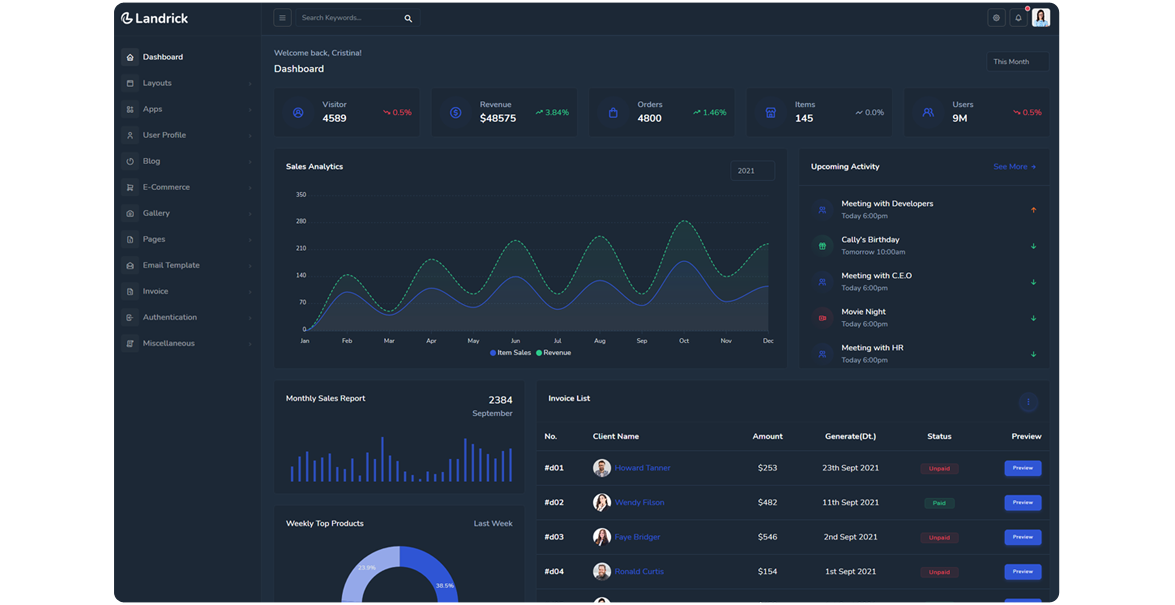 Landrick
Search Keywords...
Dashboard
Layouts
Apps
User Profile
Blog
E-Commerce
Gallery
Pages
Email Template
Invoice
Authentication
Miscellaneous
Welcome back, Cristina!
Dashboard
This Month
Visitor
4589
0.5%
Revenue
$48575
3.84%
Orders
4800
1.46%
Items
145
0.0%
Users
9M
0.5%
Sales Analytics
2021
350
280
210
140
70
0
Jan Feb Mar Apr May Jun Jul Aug Sep Oct Nov Dec
Item Sales Revenue
Upcoming Activity
See More
Meeting with Developers
Today 6:00pm
Cally's Birthday
Tomorrow 10:00am
Meeting with C.E.O
Today 6:00pm
Movie Night
Today 6:00pm
Meeting with HR
Today 6:00pm
Monthly Sales Report
2384
September
Weekly Top Products
Last Week
23.9%
38.5%
Invoice List
No. Client Name Amount Generate(Dt.) Status Preview
#d01 Howard Tanner $253 23th Sept 2021 Unpaid Preview
#d02 Wendy Filson $482 11th Sept 2021 Paid Preview
#d03 Faye Bridger $546 2nd Sept 2021 Unpaid Preview
#d04 Ronald Curtis $154 1st Sept 2021 Unpaid Preview